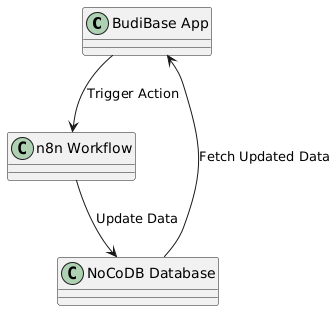 C BudiBase App
Trigger Action
C n8n Workflow
Fetch Updated Data
Update Data
C NoCoDB Database